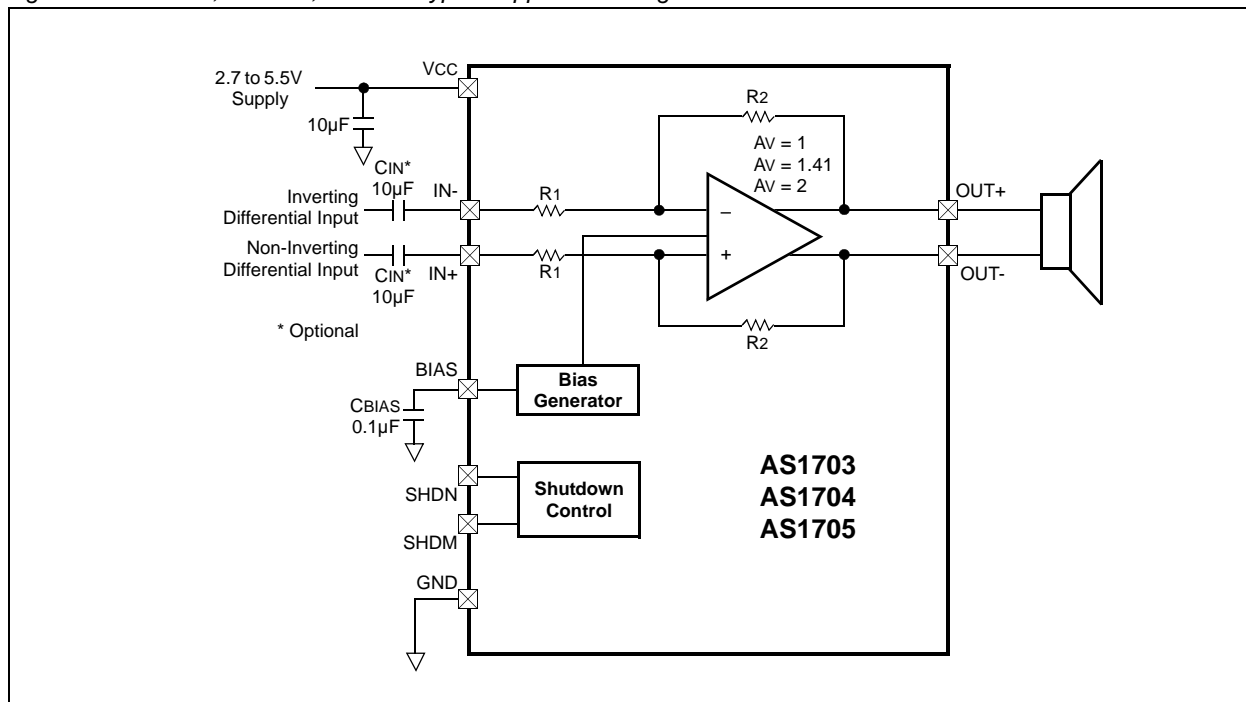 VCC
2.7 to 5.5V
Supply
10µF
R2
AV = 1
AV = 1.41
AV = 2
CIN*
10µF
IN-
R1
OUT+
Inverting
Differential Input
–
Non-Inverting
Differential Input
+
CIN*
10µF
IN+
R1
OUT-
* Optional
R2
BIAS
Bias
Generator
CBIAS
0.1µF
SHDN
Shutdown
Control
SHDM
AS1703
AS1704
AS1705
GND